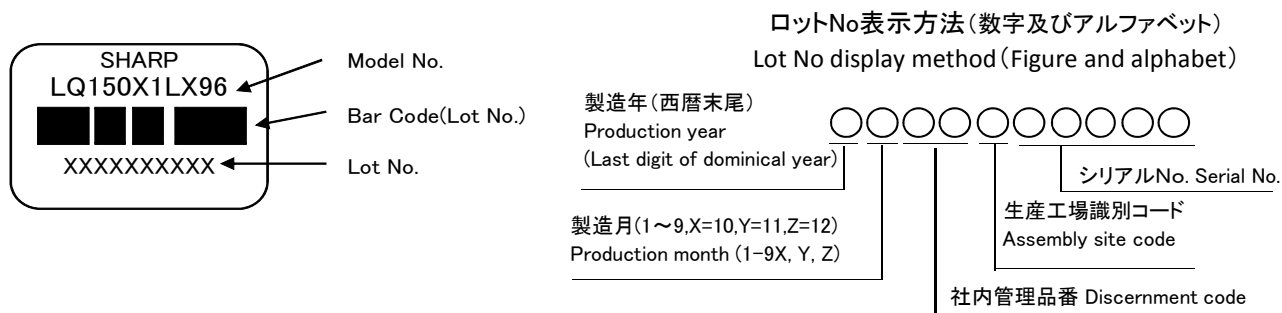 SHARP
LQ150X1LX96
XXXXXXXXXX
Model No.
Bar Code(Lot No.)
Lot No.
ロットNo表示方法（数字及びアルファベット）
Lot No display method（Figure and alphabet）
製造年（西暦末尾）
Production year
(Last digit of dominical year)
○○○○○○○○○○
シリアルNo. Serial No.
製造月(1～9,X=10,Y=11,Z=12)
Production month (1-9X, Y, Z)
生産工場識別コード
Assembly site code
社内管理品番 Discernment code